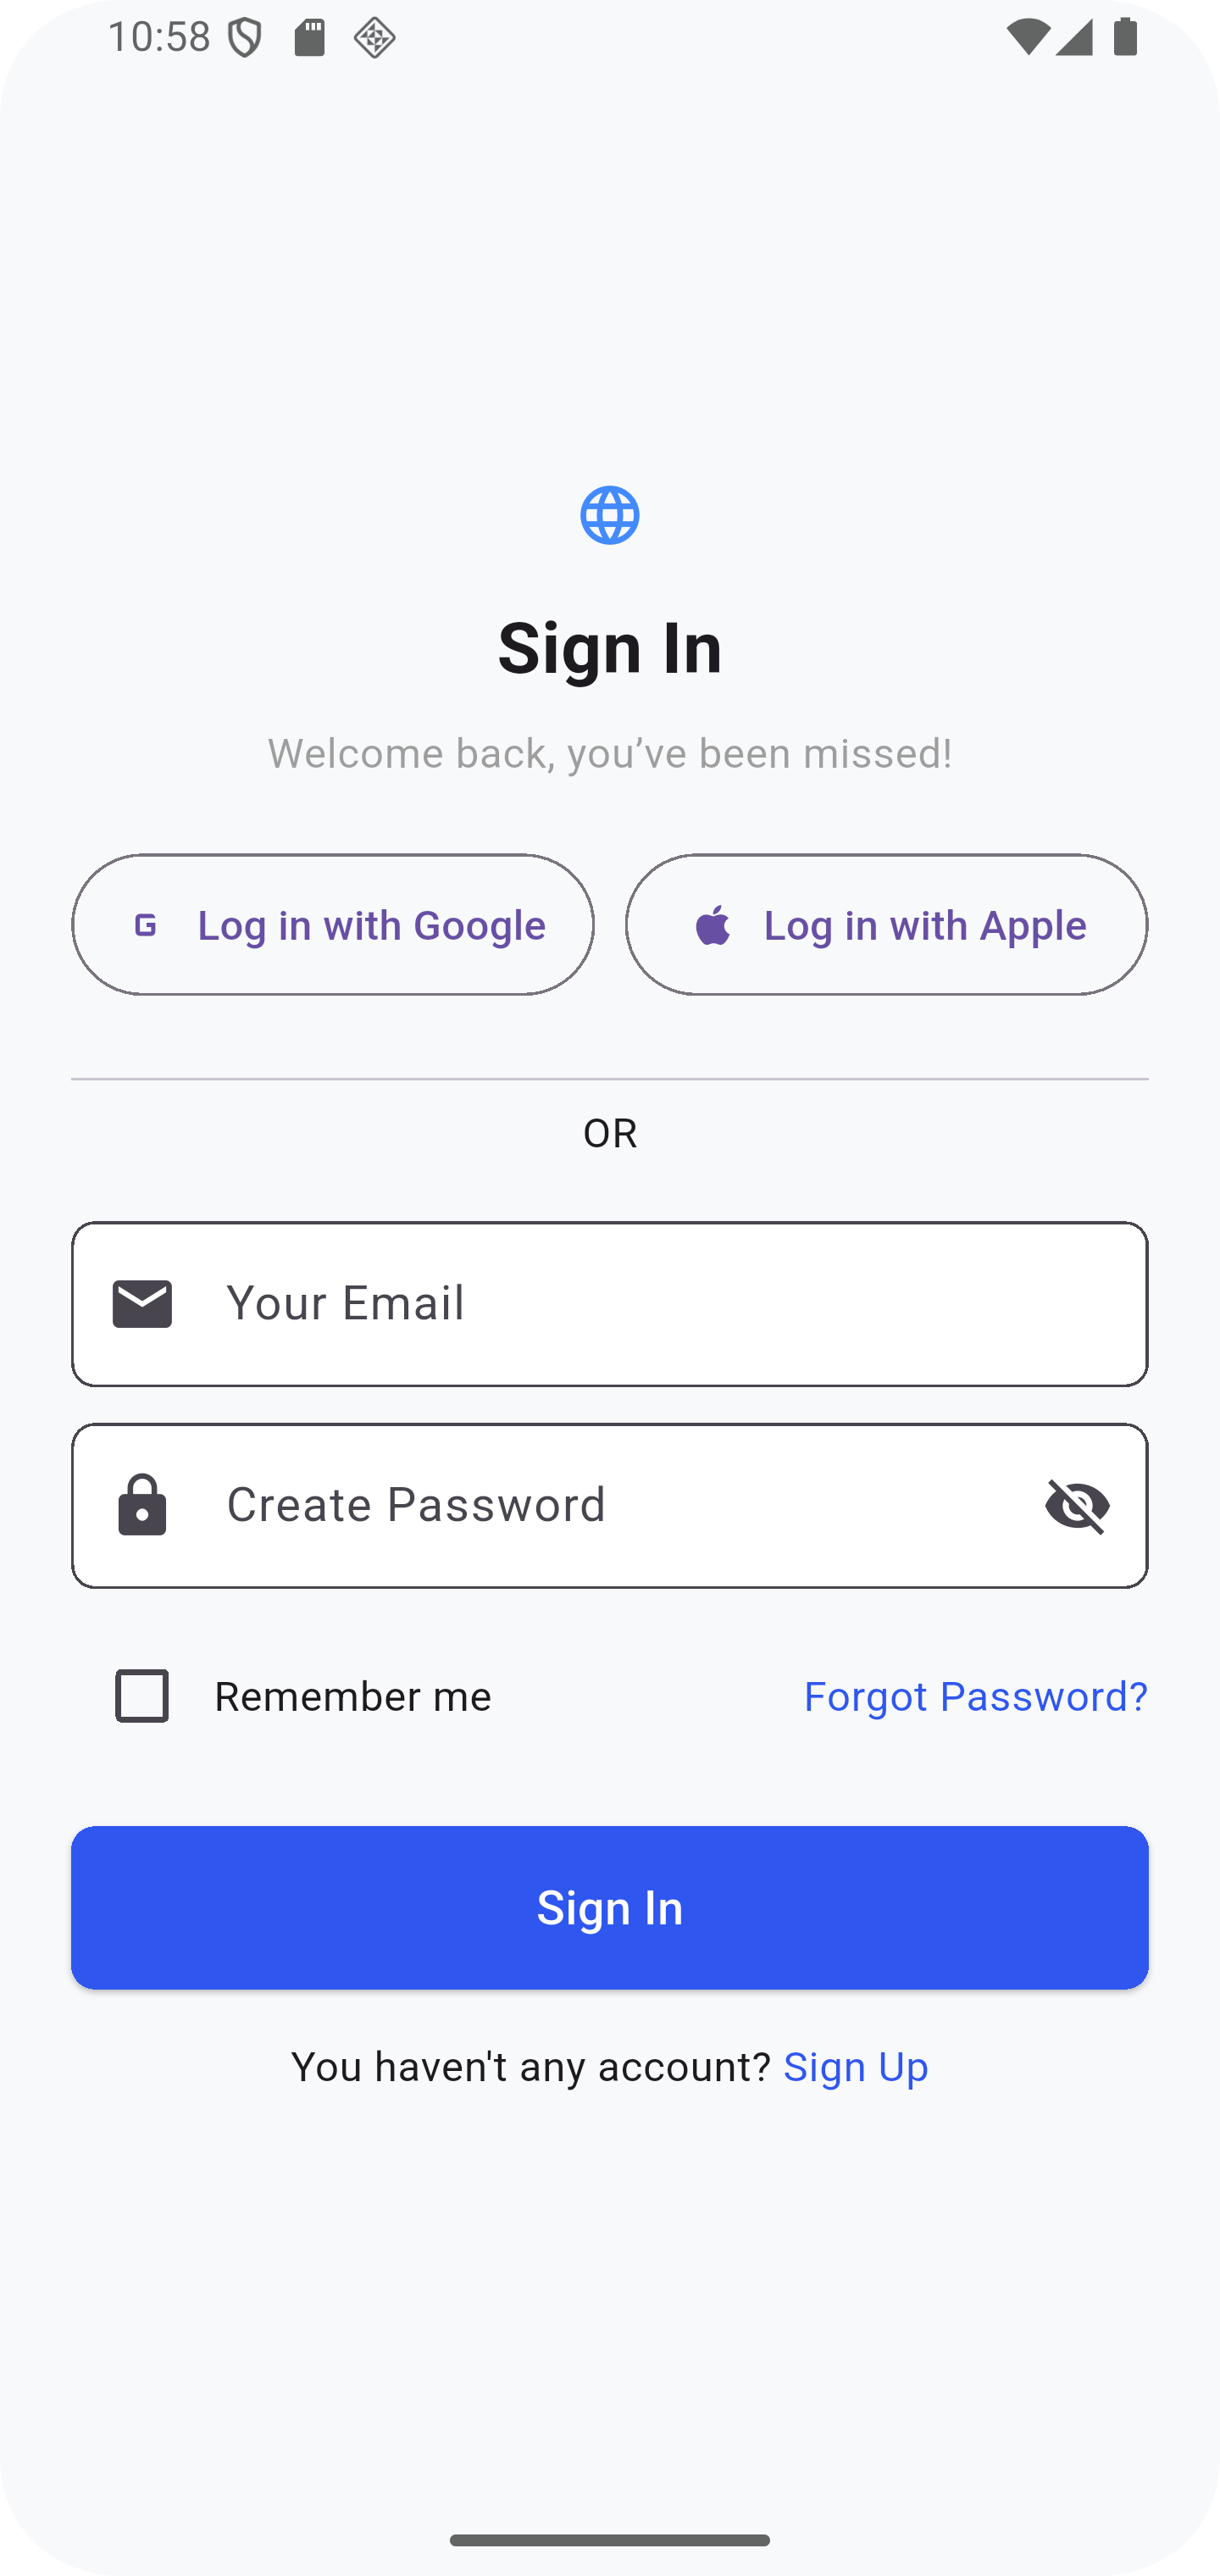 10:58
Sign In
Welcome back, you’ve been missed!
G Log in with Google
Log in with Apple
OR
Your Email
Create Password
Remember me
Forgot Password?
Sign In
You haven't any account? Sign Up